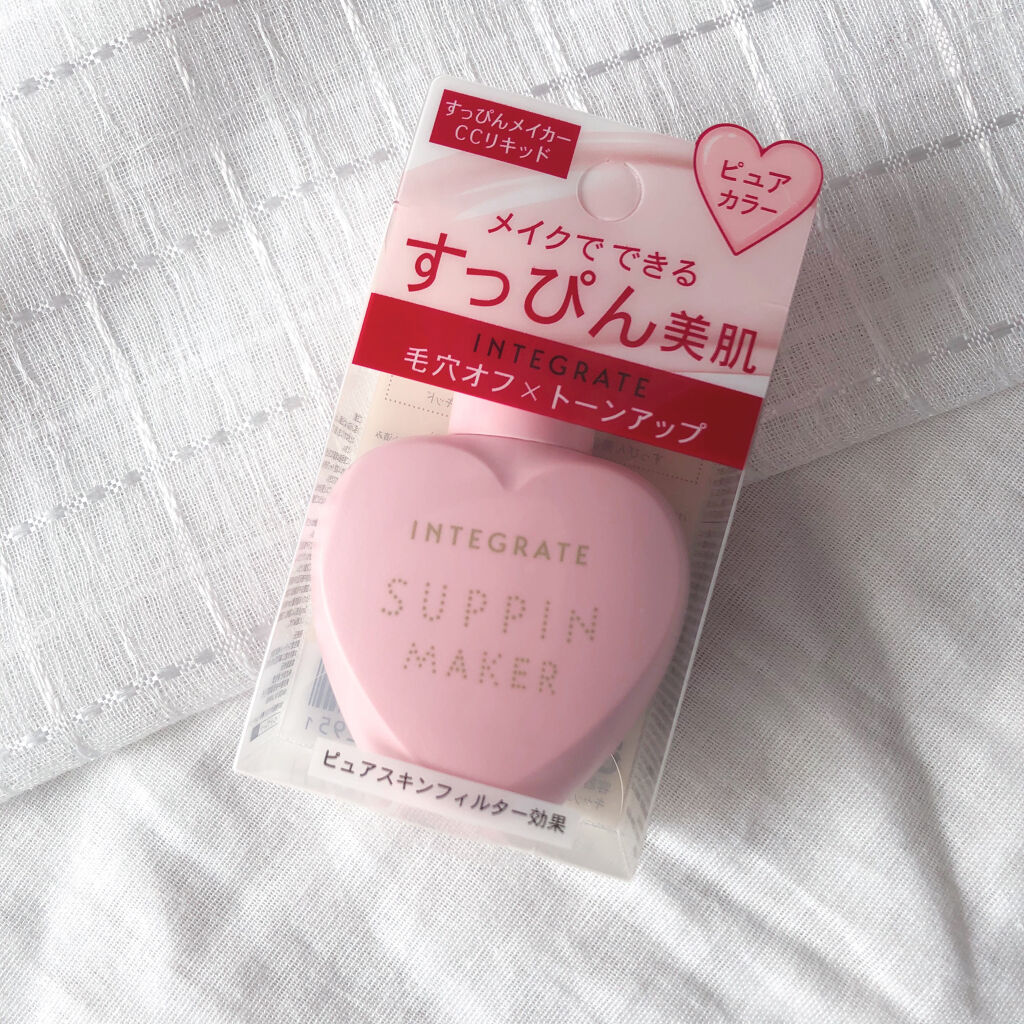 すっぴんメイカー
CCリキッド
ピュア
カラー
メイクでできる
すっぴん美肌
INTEGRATE
毛穴オフ×トーンアップ
INTEGRATE
SUPPIN
MAKER
ピュアスキンフィルター効果